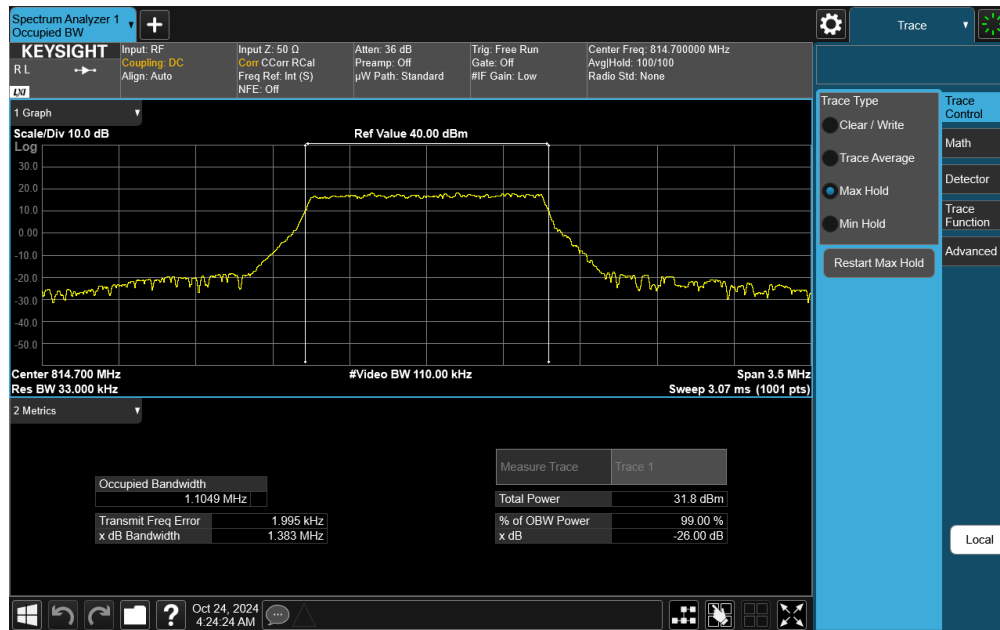 Spectrum Analyzer 1
Occupied BW
Trace
KEYSIGHT
R L
LXI
Input: RF
Coupling: DC
Align: Auto
Input Z: 50 Ω
Corr CCorr RCal
Freq Ref: Int (S)
NFE: Off
Atten: 36 dB
Preamp: Off
µW Path: Standard
Trig: Free Run
Gate: Off
#IF Gain: Low
Center Freq: 814.700000 MHz
Avg|Hold: 100/100
Radio Std: None
1 Graph
Scale/Div 10.0 dB
Ref Value 40.00 dBm
Log
30.0
20.0
10.0
0.00
-10.0
-20.0
-30.0
-40.0
-50.0
Center 814.700 MHz
#Video BW 110.00 kHz
Span 3.5 MHz
Res BW 33.000 kHz
Sweep 3.07 ms (1001 pts)
2 Metrics
Measure Trace
Trace 1
Occupied Bandwidth
1.1049 MHz
Total Power
31.8 dBm
Transmit Freq Error
1.995 kHz
% of OBW Power
99.00 %
x dB Bandwidth
1.383 MHz
x dB
-26.00 dB
Trace Type
Clear / Write
Trace Average
Max Hold
Min Hold
Restart Max Hold
Trace
Control
Math
Detector
Trace
Function
Advanced
Local
?
Oct 24, 2024
4:24:24 AM